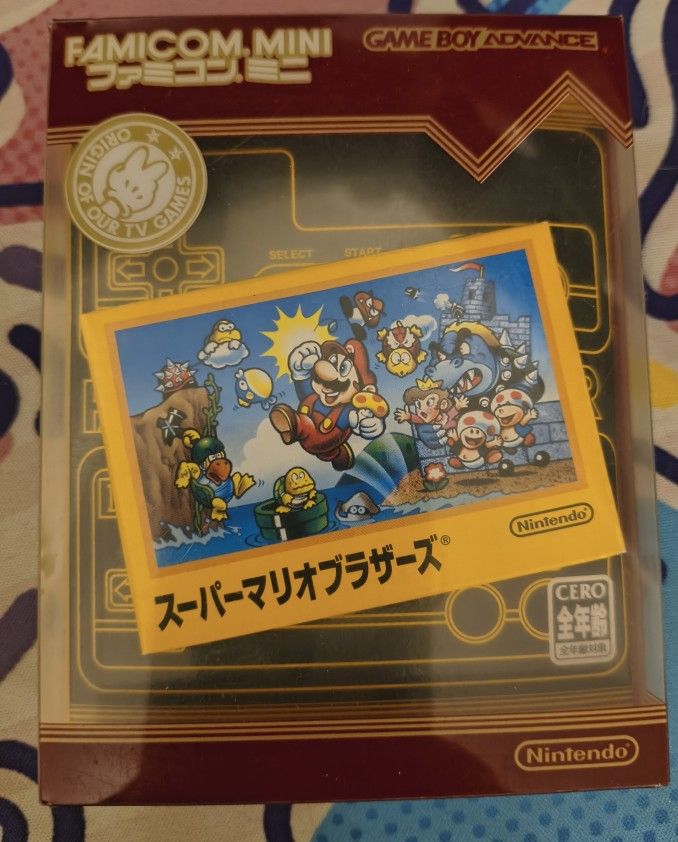 FAMICOM MINI
ファミコンミニ
GAME BOY ADVANCE
ORIGIN of OUR TV GAMES
SELECT START
Nintendo
スーパーマリオブラザーズ®
CERO
全年齢
全年齢対象
Nintendo